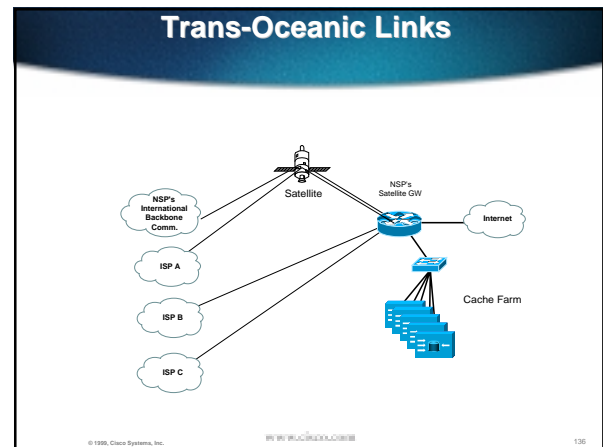 Trans-Oceanic Links
NSP's
International
Backbone
Comm.
Satellite
NSP's
Satellite GW
Internet
ISP A
Cache Farm
ISP B
ISP C
© 1998, Cisco Systems, Inc.
136